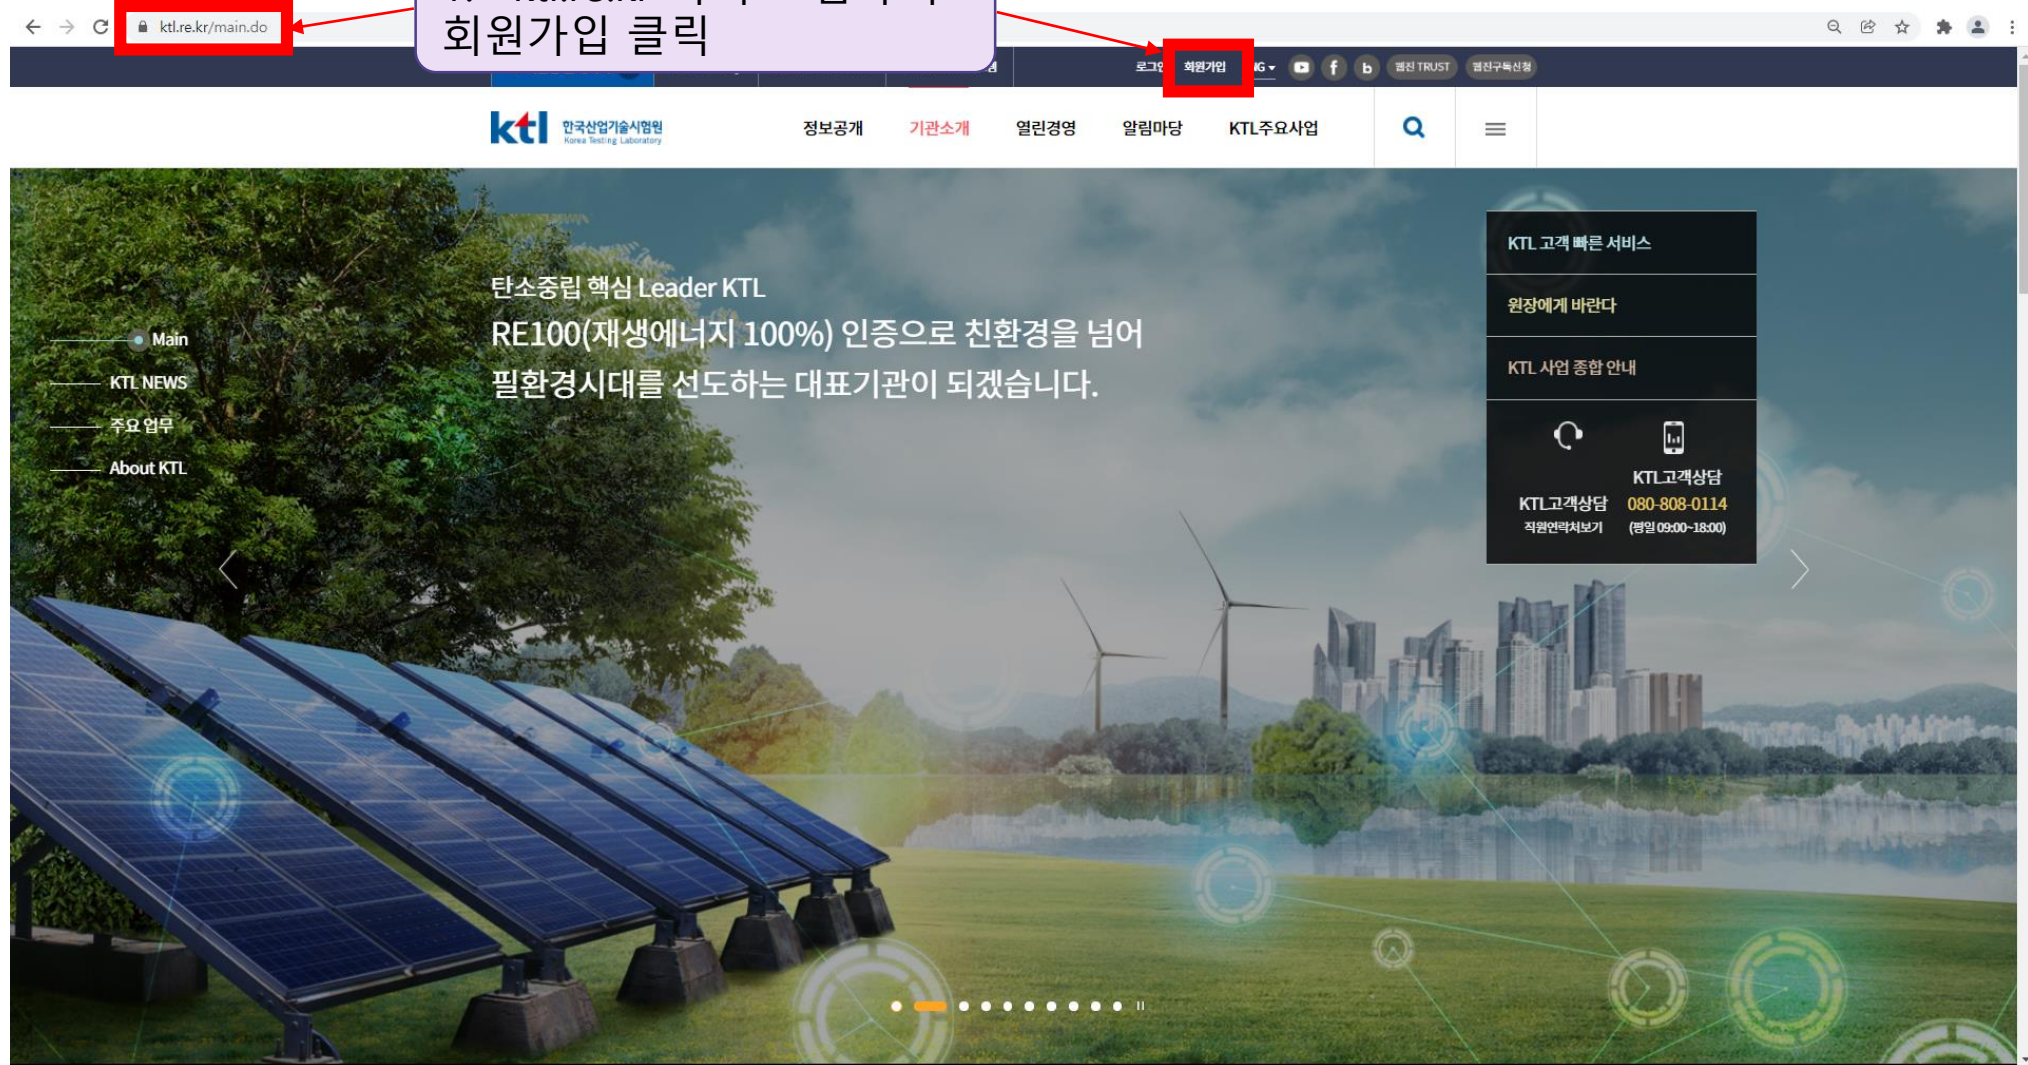 ktl.re.kr/main.do
회원가입 클릭
회원가입
웹진 TRUST
웹진구독신청
ktl 한국산업기술시험원
Korea Testing Laboratory
정보공개
기관소개
열린경영
알림마당
KTL주요사업
탄소중립 핵심 Leader KTL
RE100(재생에너지 100%) 인증으로 친환경을 넘어
필환경시대를 선도하는 대표기관이 되겠습니다.
Main
KTL NEWS
주요 업무
About KTL
KTL 고객 빠른 서비스
원장에게 바란다
KTL 사업 종합 안내
KTL고객상담
직원연락처보기
KTL고객상담
080-808-0114
(평일 09:00~18:00)